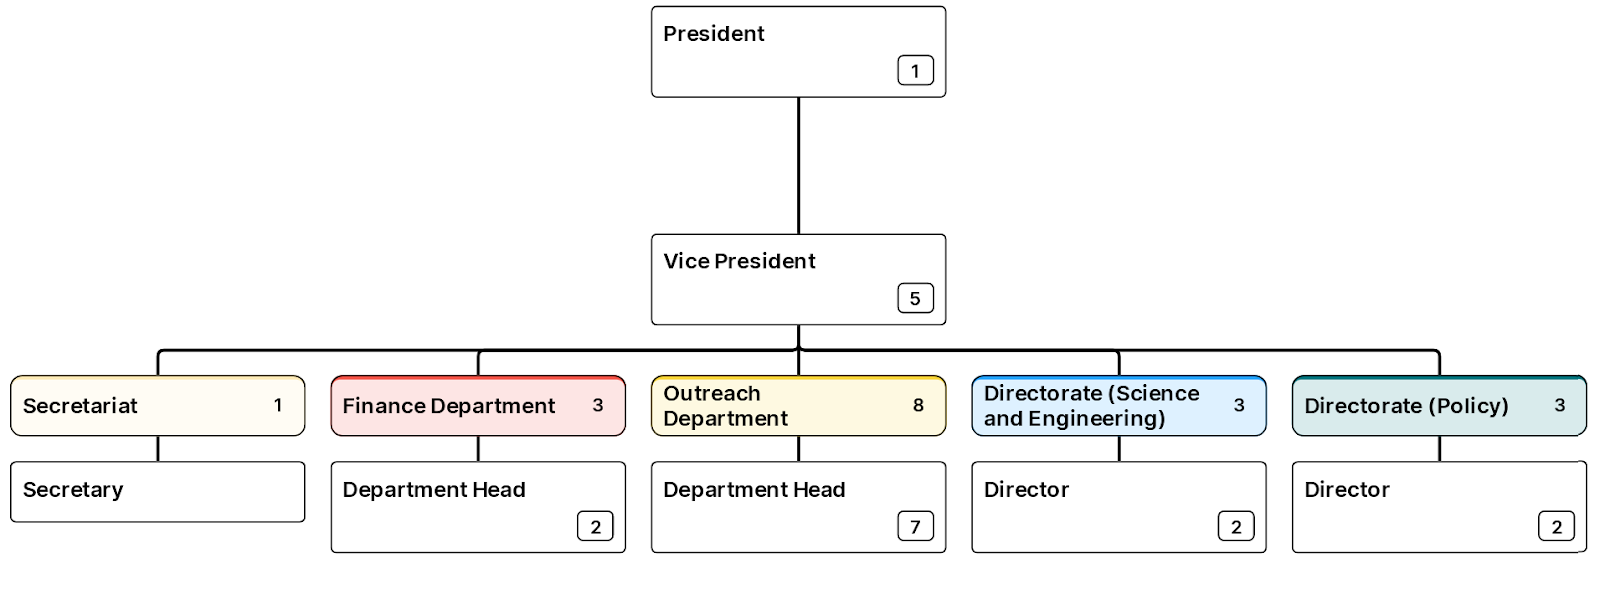 President
1
Vice President
5
Secretariat 1
Finance Department 3
Outreach
Department 8
Directorate (Science
and Engineering) 3
Directorate (Policy) 3
Secretary
Department Head
2
Department Head
7
Director
2
Director
2